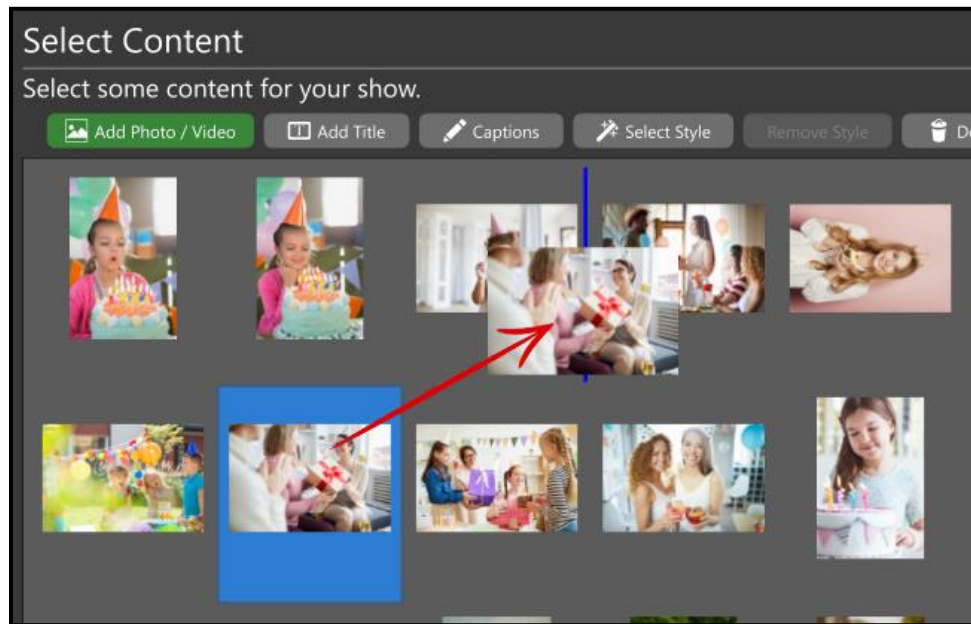 Select Content
Select some content for your show.
Add Photo / Video Add Title Captions Select Style Remove Style